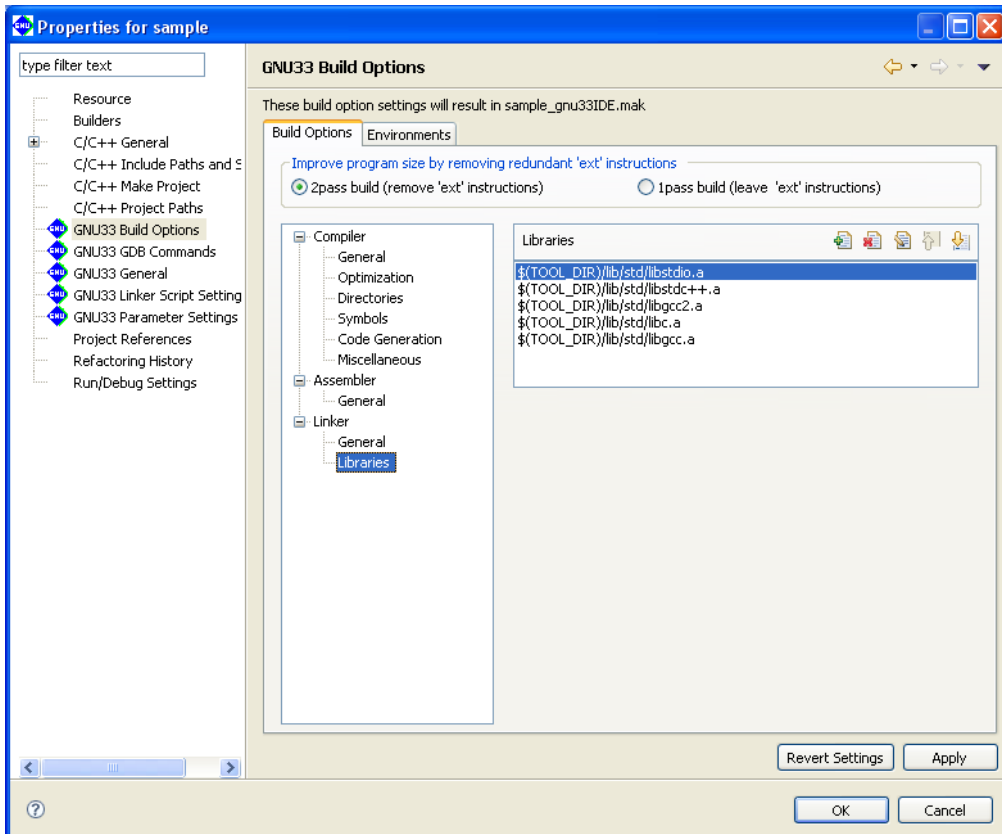 Properties for sample
type filter text
Resource
Builders
C/C++ General
C/C++ Include Paths and S
C/C++ Make Project
C/C++ Project Paths
GNU33 Build Options
GNU33 GDB Commands
GNU33 General
GNU33 Linker Script Setting
GNU33 Parameter Settings
Project References
Refactoring History
Run/Debug Settings
GNU33 Build Options
These build option settings will result in sample_gnu33IDE.mak
Build Options
Environments
Improve program size by removing redundant 'ext' instructions
2pass build (remove 'ext' instructions)
1pass build (leave 'ext' instructions)
Compiler
General
Optimization
Directories
Symbols
Code Generation
Miscellaneous
Assembler
General
Linker
General
Libraries
Libraries
$(TOOL_DIR)/lib/std/libstdio.a
$(TOOL_DIR)/lib/std/libstdc++.a
$(TOOL_DIR)/lib/std/libgcc2.a
$(TOOL_DIR)/lib/std/libc.a
$(TOOL_DIR)/lib/std/libgcc.a
Revert Settings
Apply
OK
Cancel